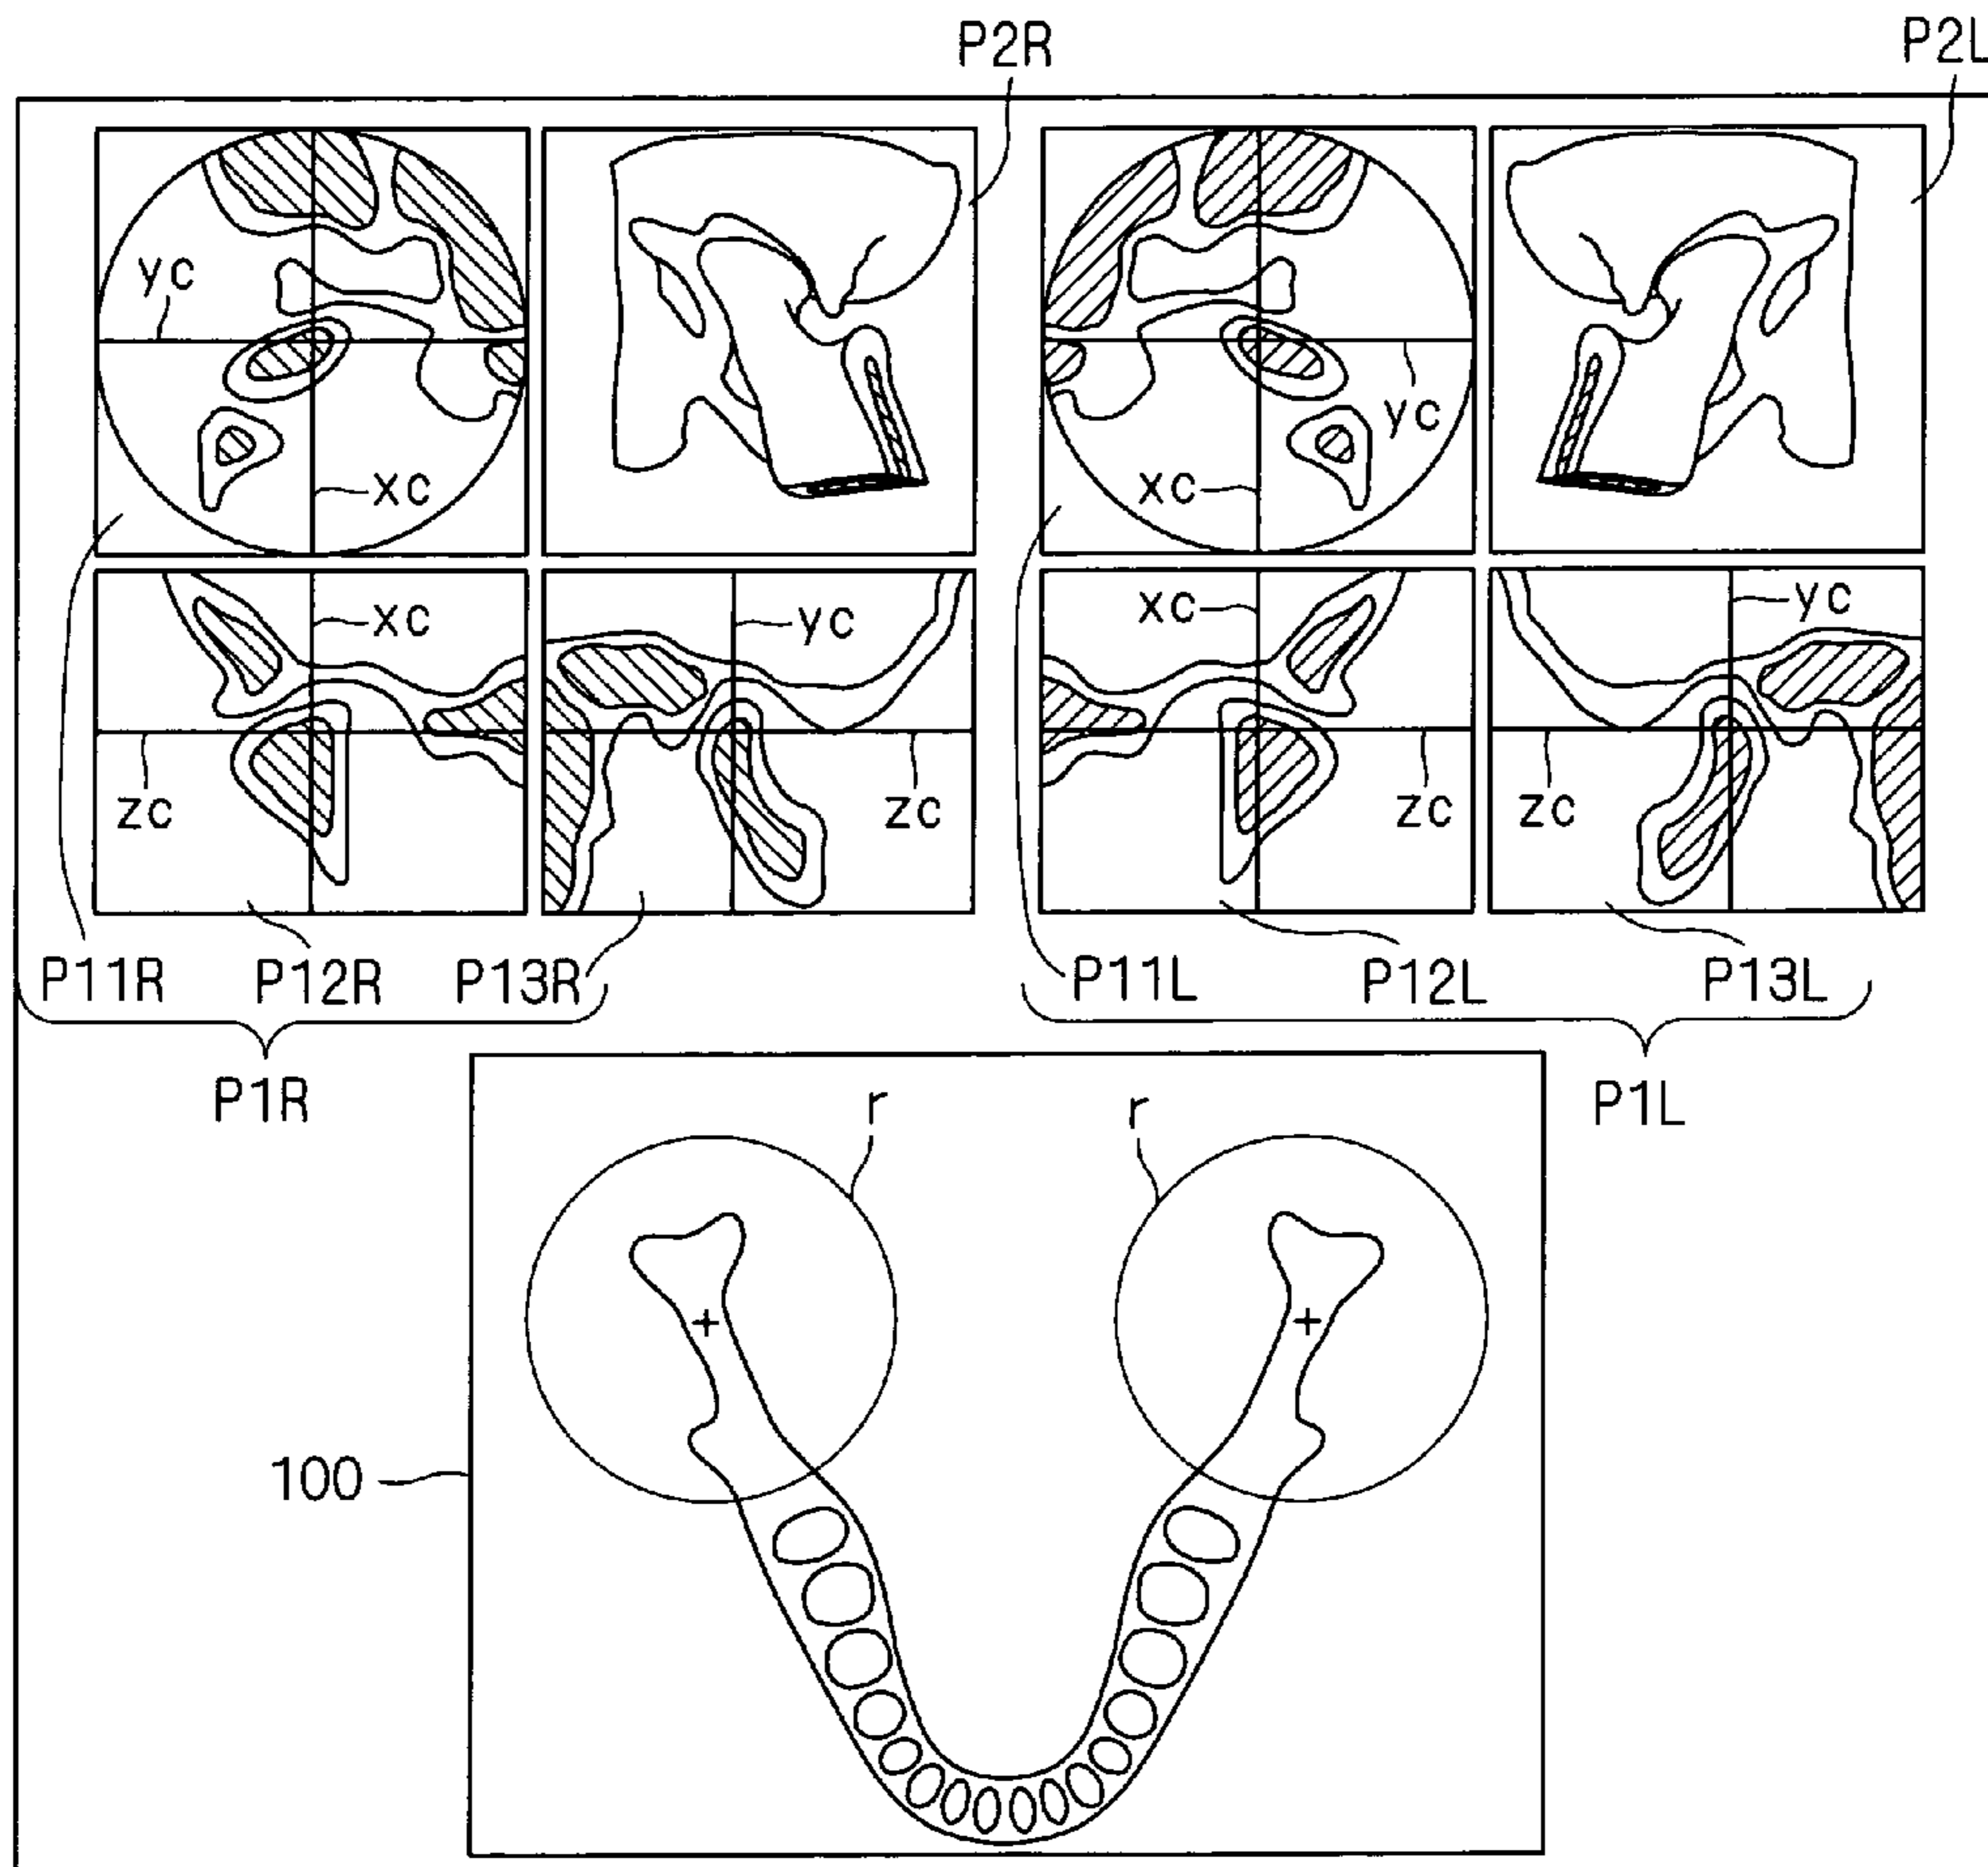 P2R P2L
yc
yc
xc xc
xc yc xc yc
zc zc zc zc
P11R P12R P13R P11L P12L P13L
P1R P1L
r r
100